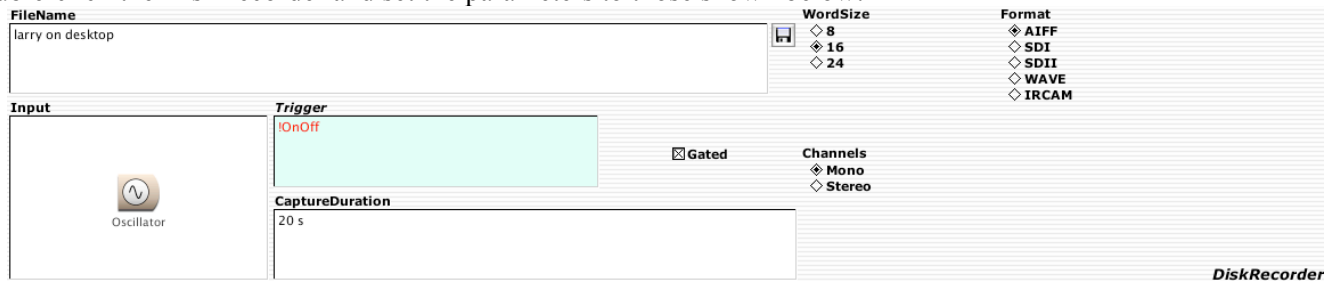 FileName
larry on desktop
WordSize
8
16
24
Format
AIFF
SDI
SDII
WAVE
IRCAM
Input
Oscillator
Trigger
!OnOff
Gated
Channels
Mono
Stereo
CaptureDuration
20 s
DiskRecorder